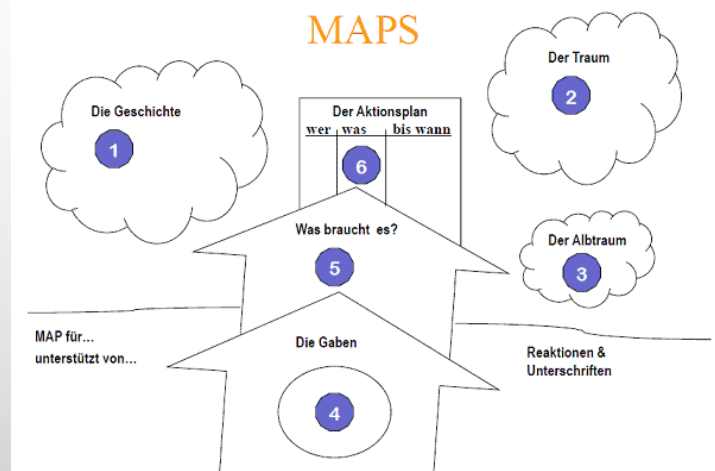 MAPS
Die Geschichte
1
Der Traum
2
Der Aktionsplan
wer was bis wann
6
Was braucht es?
5
Der Albtraum
3
MAP für...
unterstützt von...
Die Gaben
4
Reaktionen &
Unterschriften